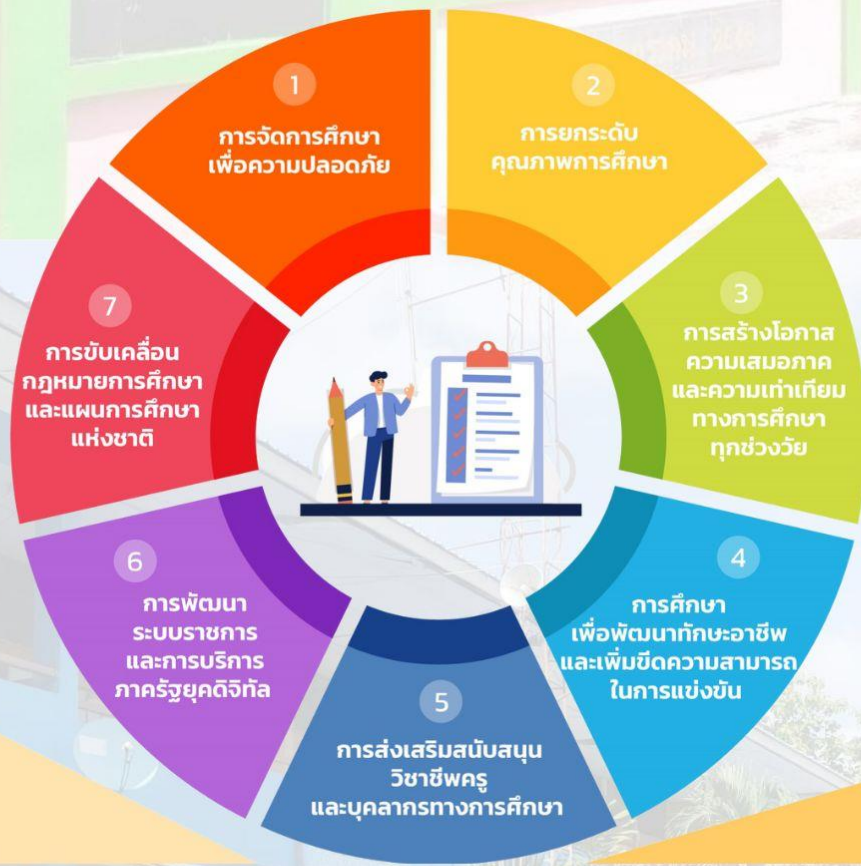 1
การจัดการศึกษา
เพื่อความปลอดภัย
2
การยกระดับ
คุณภาพการศึกษา
3
การสร้างโอกาส
ความเสมอภาค
และความเท่าเทียม
ทางการศึกษา
ทุกช่วงวัย
4
การศึกษา
เพื่อพัฒนาทักษะอาชีพ
และเพิ่มขีดความสามารถ
ในการแข่งขัน
5
การส่งเสริมสนับสนุน
วิชาชีพครู
และบุคลากรทางการศึกษา
6
การพัฒนา
ระบบราชการ
และการบริการ
ภาครัฐยุคดิจิทัล
7
การขับเคลื่อน
กฎหมายการศึกษา
และแผนการศึกษา
แห่งชาติ